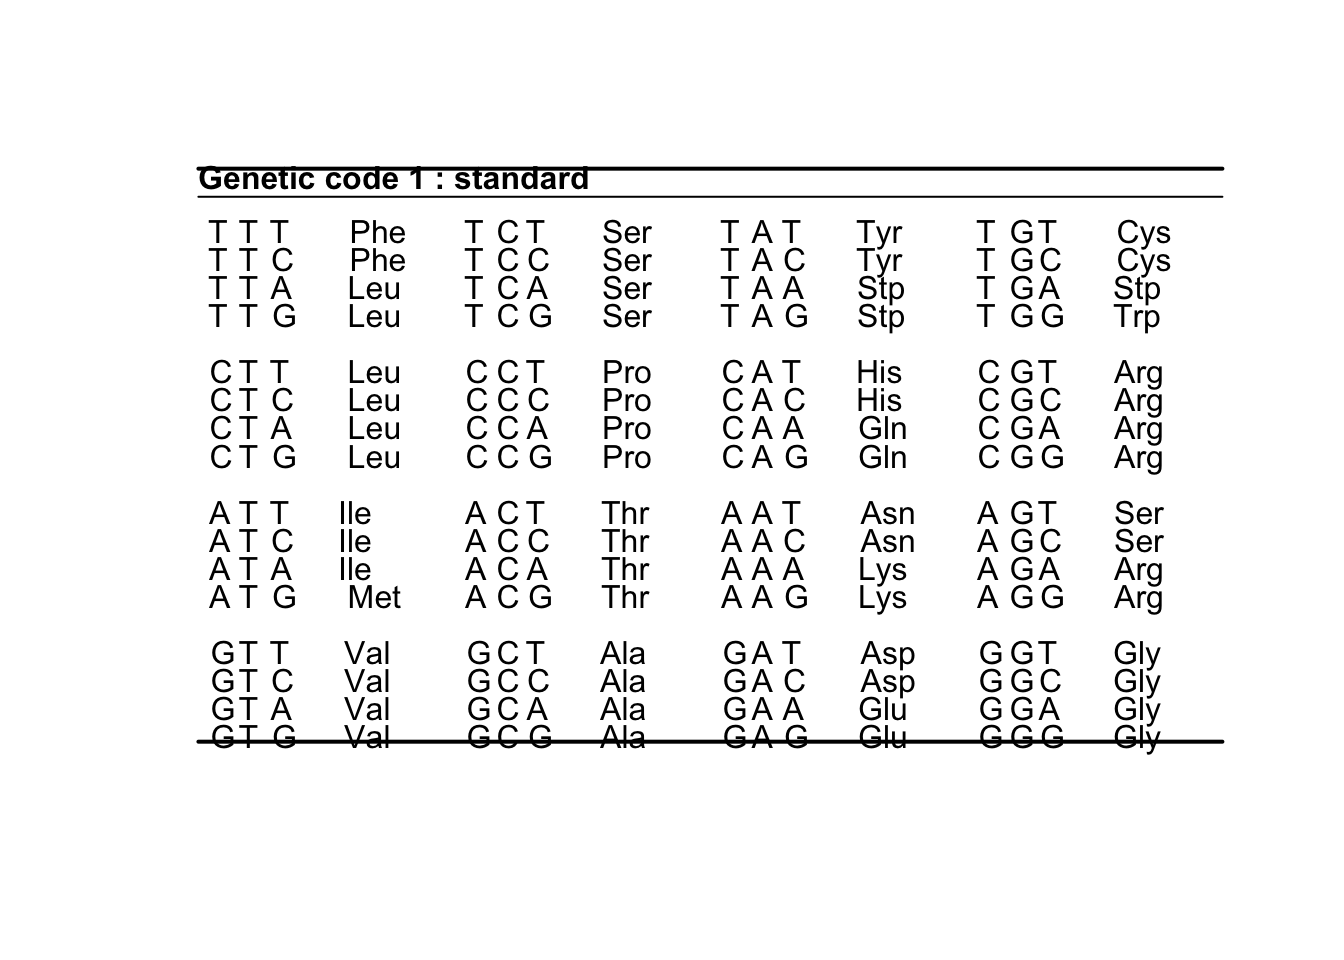 Genetic code 1 : standard
T T T Phe T C T Ser T A T Tyr T G T Cys
T T C Phe T C C Ser T A C Tyr T G C Cys
T T A Leu T C A Ser T A A Stp T G A Stp
T T G Leu T C G Ser T A G Stp T G G Trp
C T T Leu C C T Pro C A T His C G T Arg
C T C Leu C C C Pro C A C His C G C Arg
C T A Leu C C A Pro C A A Gln C G A Arg
C T G Leu C C G Pro C A G Gln C G G Arg
A T T Ile A C T Thr A A T Asn A G T Ser
A T C Ile A C C Thr A A C Asn A G C Ser
A T A Ile A C A Thr A A A Lys A G A Arg
A T G Met A C G Thr A A G Lys A G G Arg
G T T Val G C T Ala G A T Asp G G T Gly
G T C Val G C C Ala G A C Asp G G C Gly
G T A Val G C A Ala G A A Glu G G A Gly
G T G Val G C G Ala G A G Glu G G G Gly